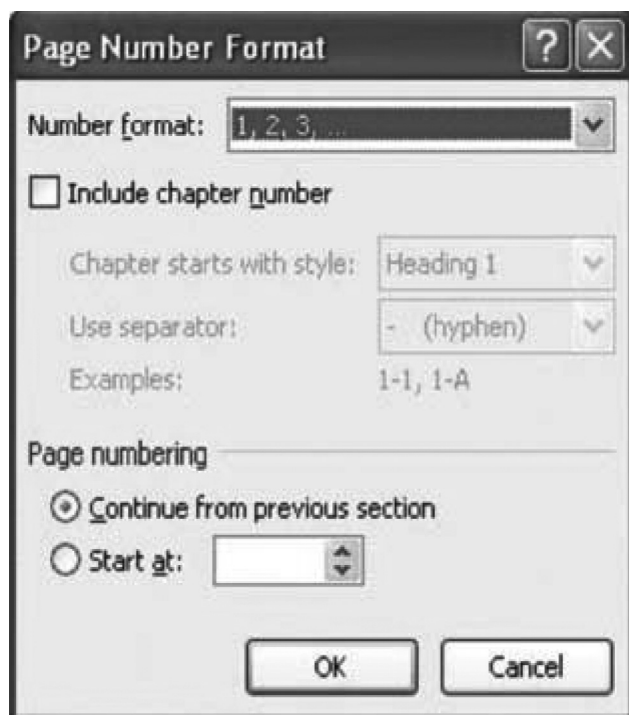 Page Number Format
Number format: 1, 2, 3, ...
Include chapter number
Chapter starts with style: Heading 1
Use separator: - (hyphen)
Examples: 1-1, 1-A
Page numbering
Continue from previous section
Start at:
OK Cancel